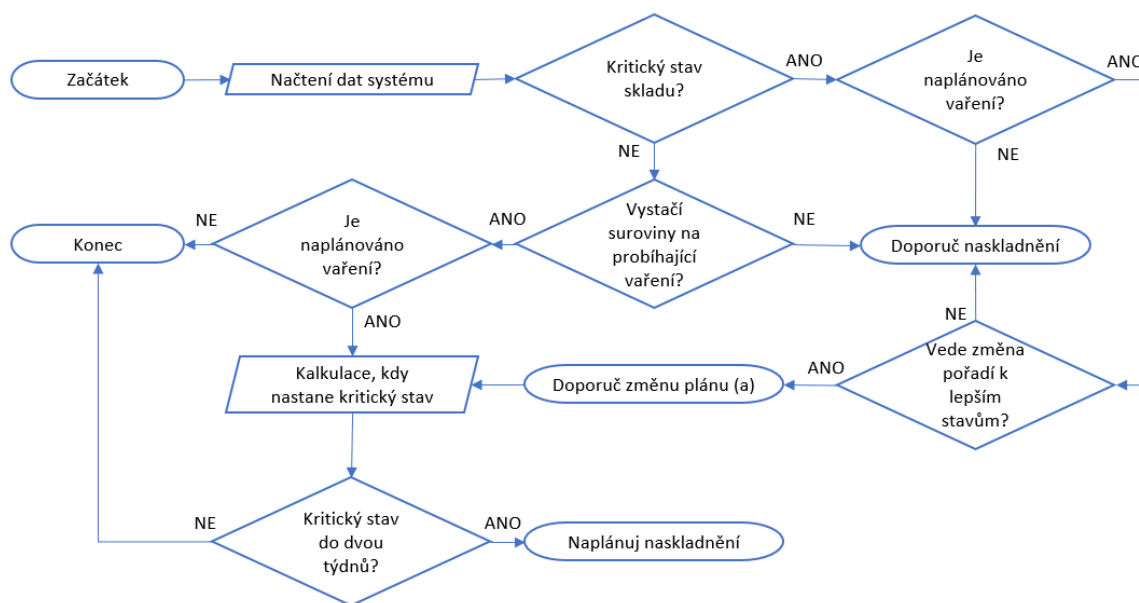 Začátek
Načtení dat systému
Kritický stav
skladu?
ANO
Je
naplánováno
vaření?
ANO
NE
NE
Konec
NE
Je
naplánováno
vaření?
ANO
Vystačí
suroviny na
probíhající
vaření?
NE
Doporuč naskladnění
ANO
NE
Kalkulace, kdy
nastane kritický stav
Doporuč změnu plánu (a)
ANO
Vede změna
pořadí k
lepším
stavům?
NE
Kritický stav
do dvou
týdnů?
ANO
Naplánuj naskladnění